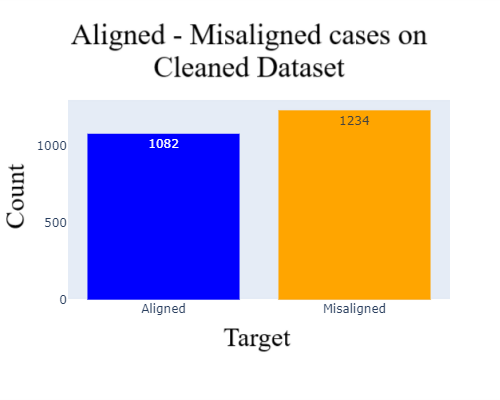 Aligned - Misaligned cases on
Cleaned Dataset
1234
1082
1000
500
0
Count
Aligned
Misaligned
Target